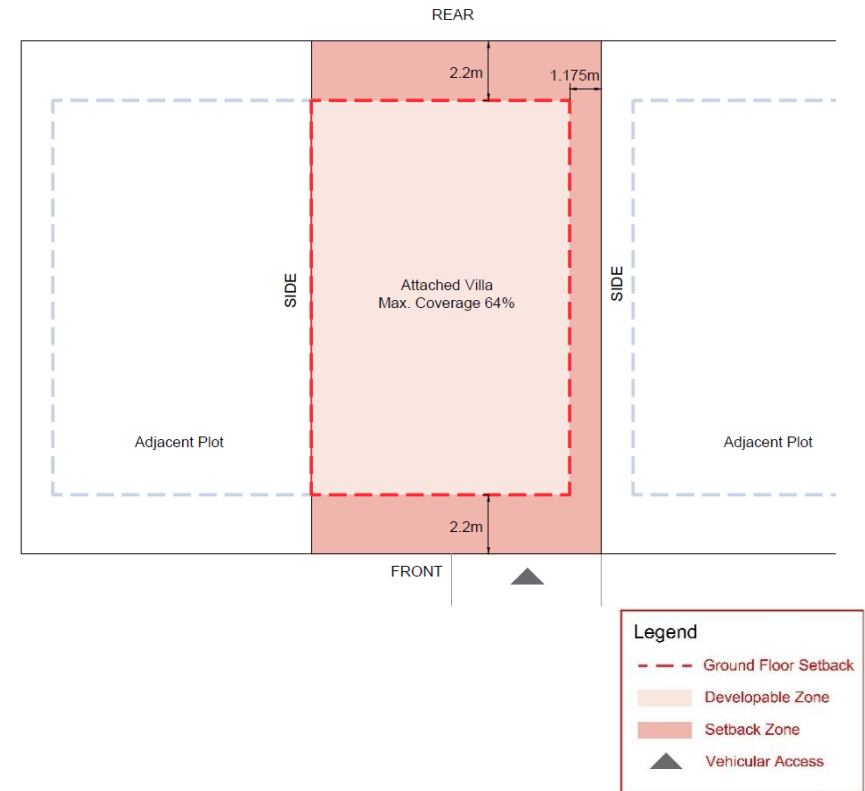 REAR
2.2m
1.175m
SIDE
Attached Villa
Max. Coverage 64%
SIDE
Adjacent Plot
Adjacent Plot
2.2m
FRONT
Legend
Ground Floor Setback
Developable Zone
Setback Zone
Vehicular Access